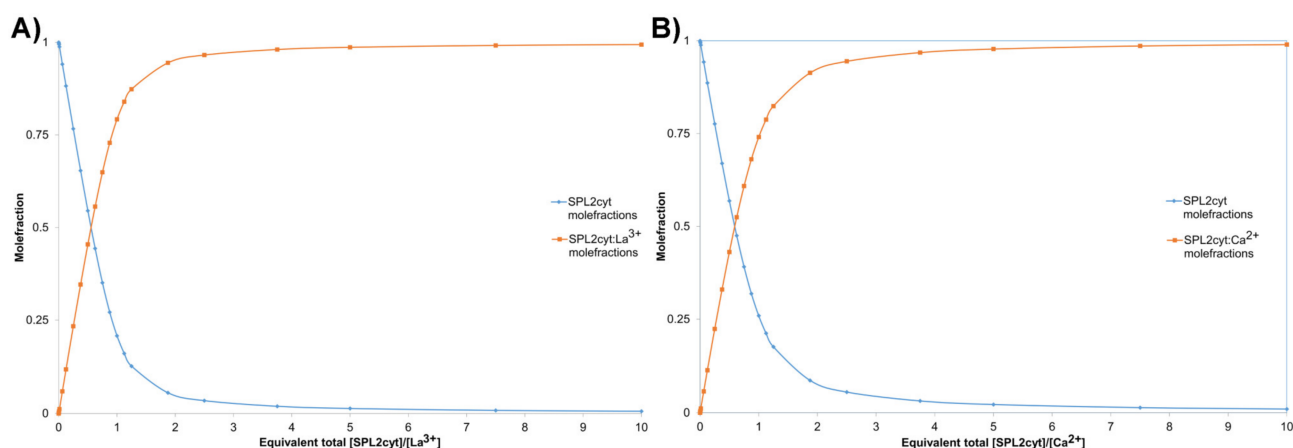 A)
1
0.75
0.5
0.25
0
Molefraction
0 1 2 3 4 5 6 7 8 9 10
Equivalent total [SPL2cyt]/[La³⁺]
SPL2cyt
molefractions
SPL2cyt:La³⁺
molefractions
B)
1
0.75
0.5
0.25
0
Molefraction
0 1 2 3 4 5 6 7 8 9 10
Equivalent total [SPL2cyt]/[Ca²⁺]
SPL2cyt
molefractions
SPL2cyt:Ca²⁺
molefractions